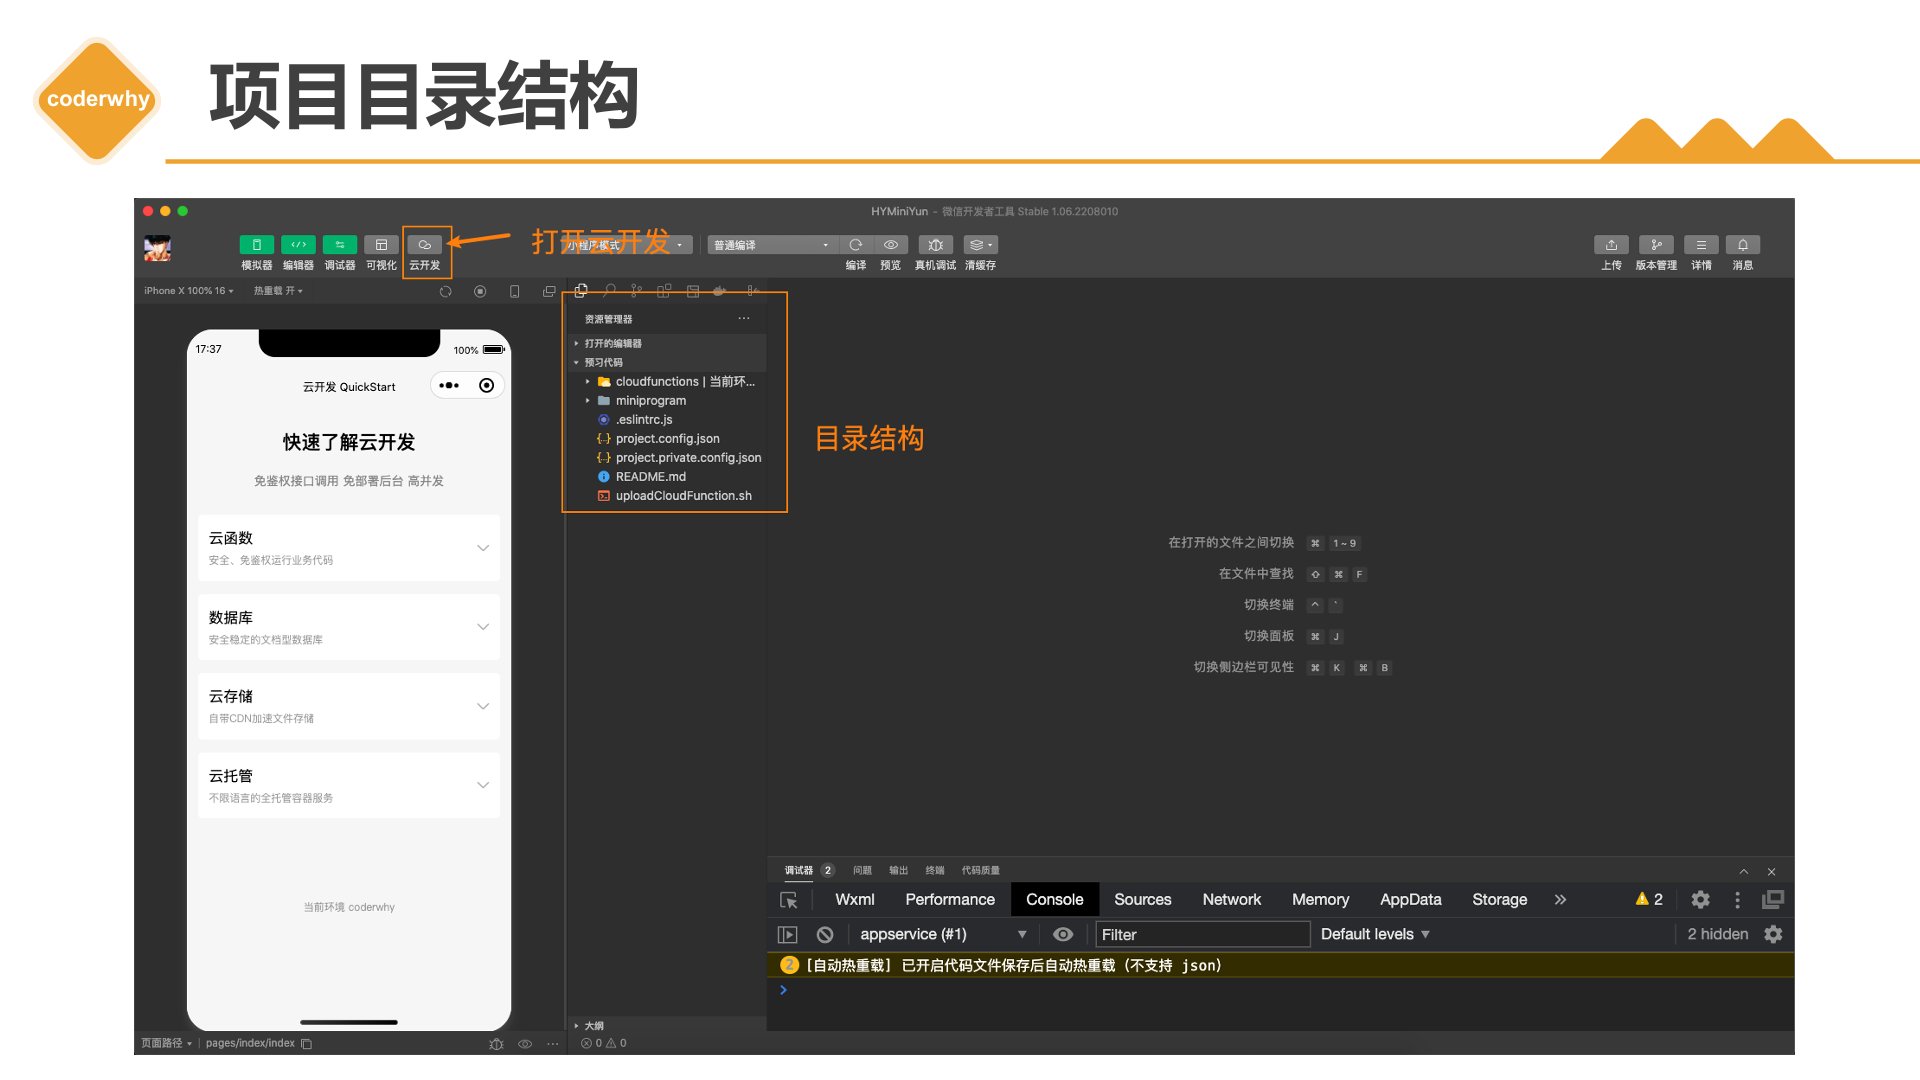 coderwhy
项目目录结构
HYMiniYun - 微信开发者工具 Stable 1.06.2208010
打开云开发
小程序模式
普通编译
模拟器
编辑器
调试器
可视化
云开发
编译
预览
真机调试
清缓存
上传
版本管理
详情
消息
iPhone X 100% 16
热重载 开
17:37
100%
云开发 QuickStart
快速了解云开发
免鉴权接口调用 免部署后台 高并发
云函数
安全、免鉴权运行业务代码
数据库
安全稳定的文档型数据库
云存储
自带CDN加速文件存储
云托管
不限语言的全托管容器服务
当前环境 coderwhy
页面路径
pages/index/index
资源管理器
打开的编辑器
预习代码
cloudfunctions | 当前环...
miniprogram
.eslintrc.js
project.config.json
project.private.config.json
README.md
uploadCloudFunction.sh
目录结构
大纲
0
0
在打开的文件之间切换 ⌘ 1 ~ 9
在文件中查找 ⇧ ⌘ F
切换终端 ^ `
切换面板 ⌘ J
切换侧边栏可见性 ⌘ K ⌘ B
调试器 2 问题 输出 终端 代码质量
Wxml Performance Console Sources Network Memory AppData Storage » 2
appservice (#1) Filter Default levels 2 hidden
2 [自动热重载] 已开启代码文件保存后自动热重载（不支持 json）